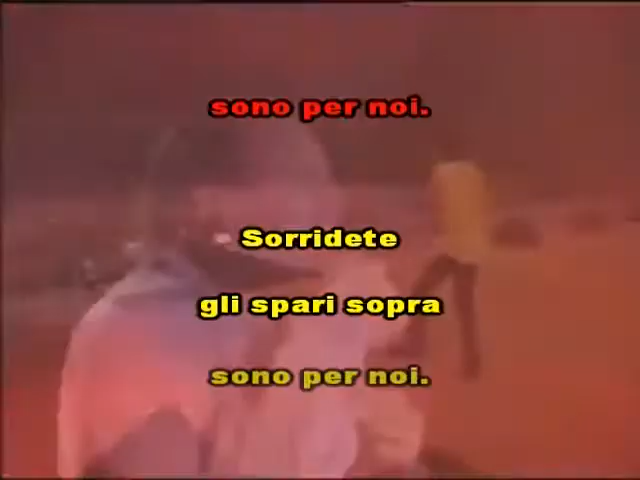 sono per noi.
Sorridete
gli spari sopra
sono per noi.